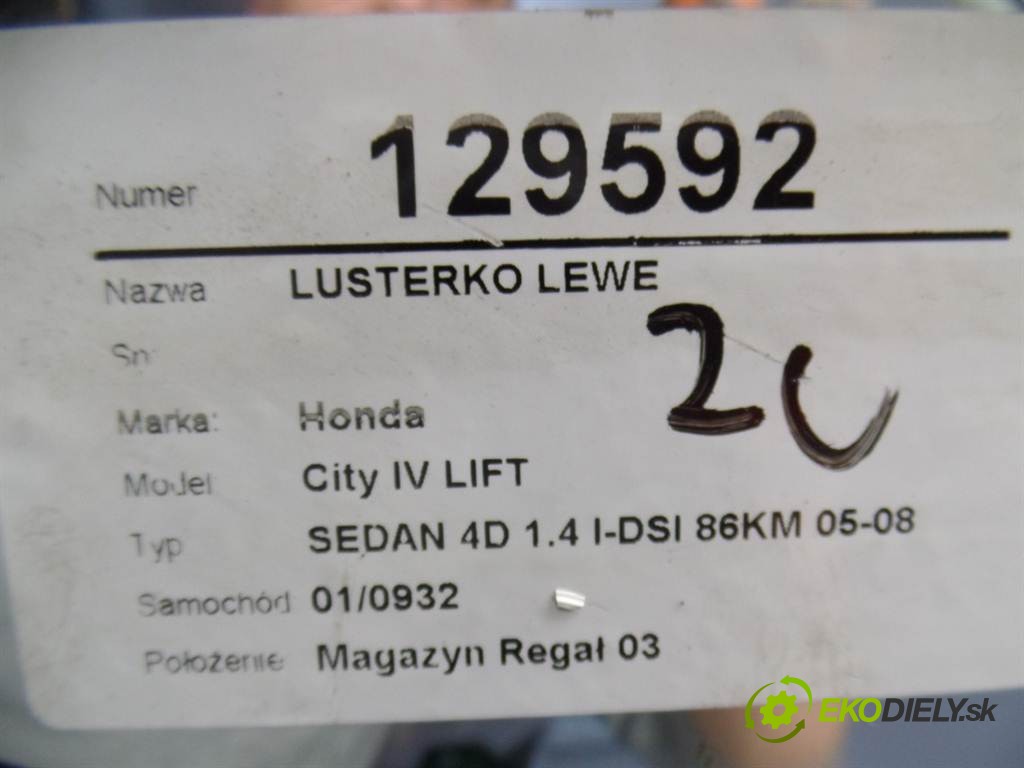 Numer 129592
Nazwa LUSTERKO LEWE
Sn
Marka: Honda
Model City IV LIFT
Typ SEDAN 4D 1.4 I-DSI 86KM 05-08
Samochód 01/0932
Położenie Magazyn Regał 03
EKODIELY.sk